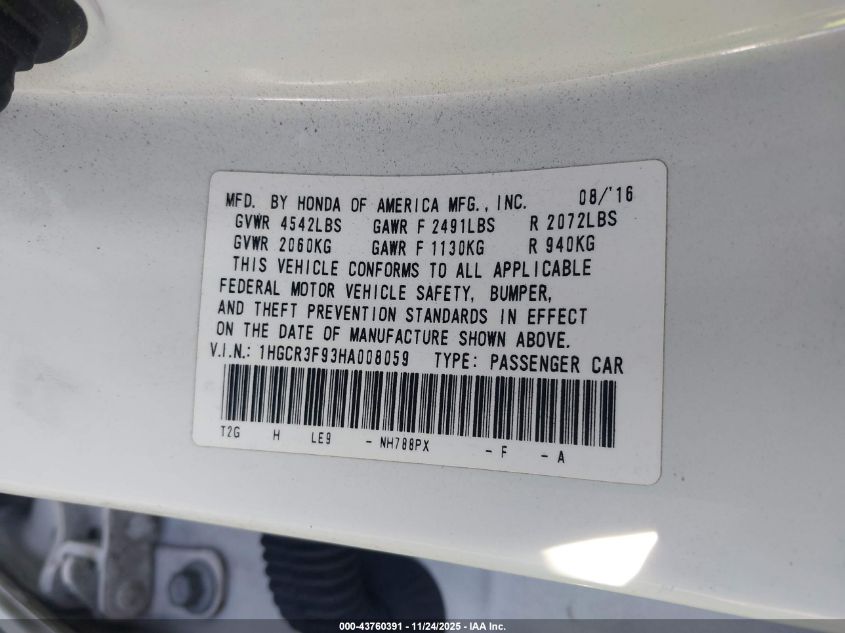 MFD. BY HONDA OF AMERICA MFG., INC. 08/'16
GVWR 4542LBS GAWR F 2491LBS R 2072LBS
GVWR 2060KG GAWR F 1130KG R 940KG
THIS VEHICLE CONFORMS TO ALL APPLICABLE
FEDERAL MOTOR VEHICLE SAFETY, BUMPER,
AND THEFT PREVENTION STANDARDS IN EFFECT
ON THE DATE OF MANUFACTURE SHOWN ABOVE.
V.I.N.: 1HGCR3F93HA008059 TYPE: PASSENGER CAR
T2G H LE9 - NH788PX - F - A
000-43760391 - 11/24/2025 - IAA Inc.